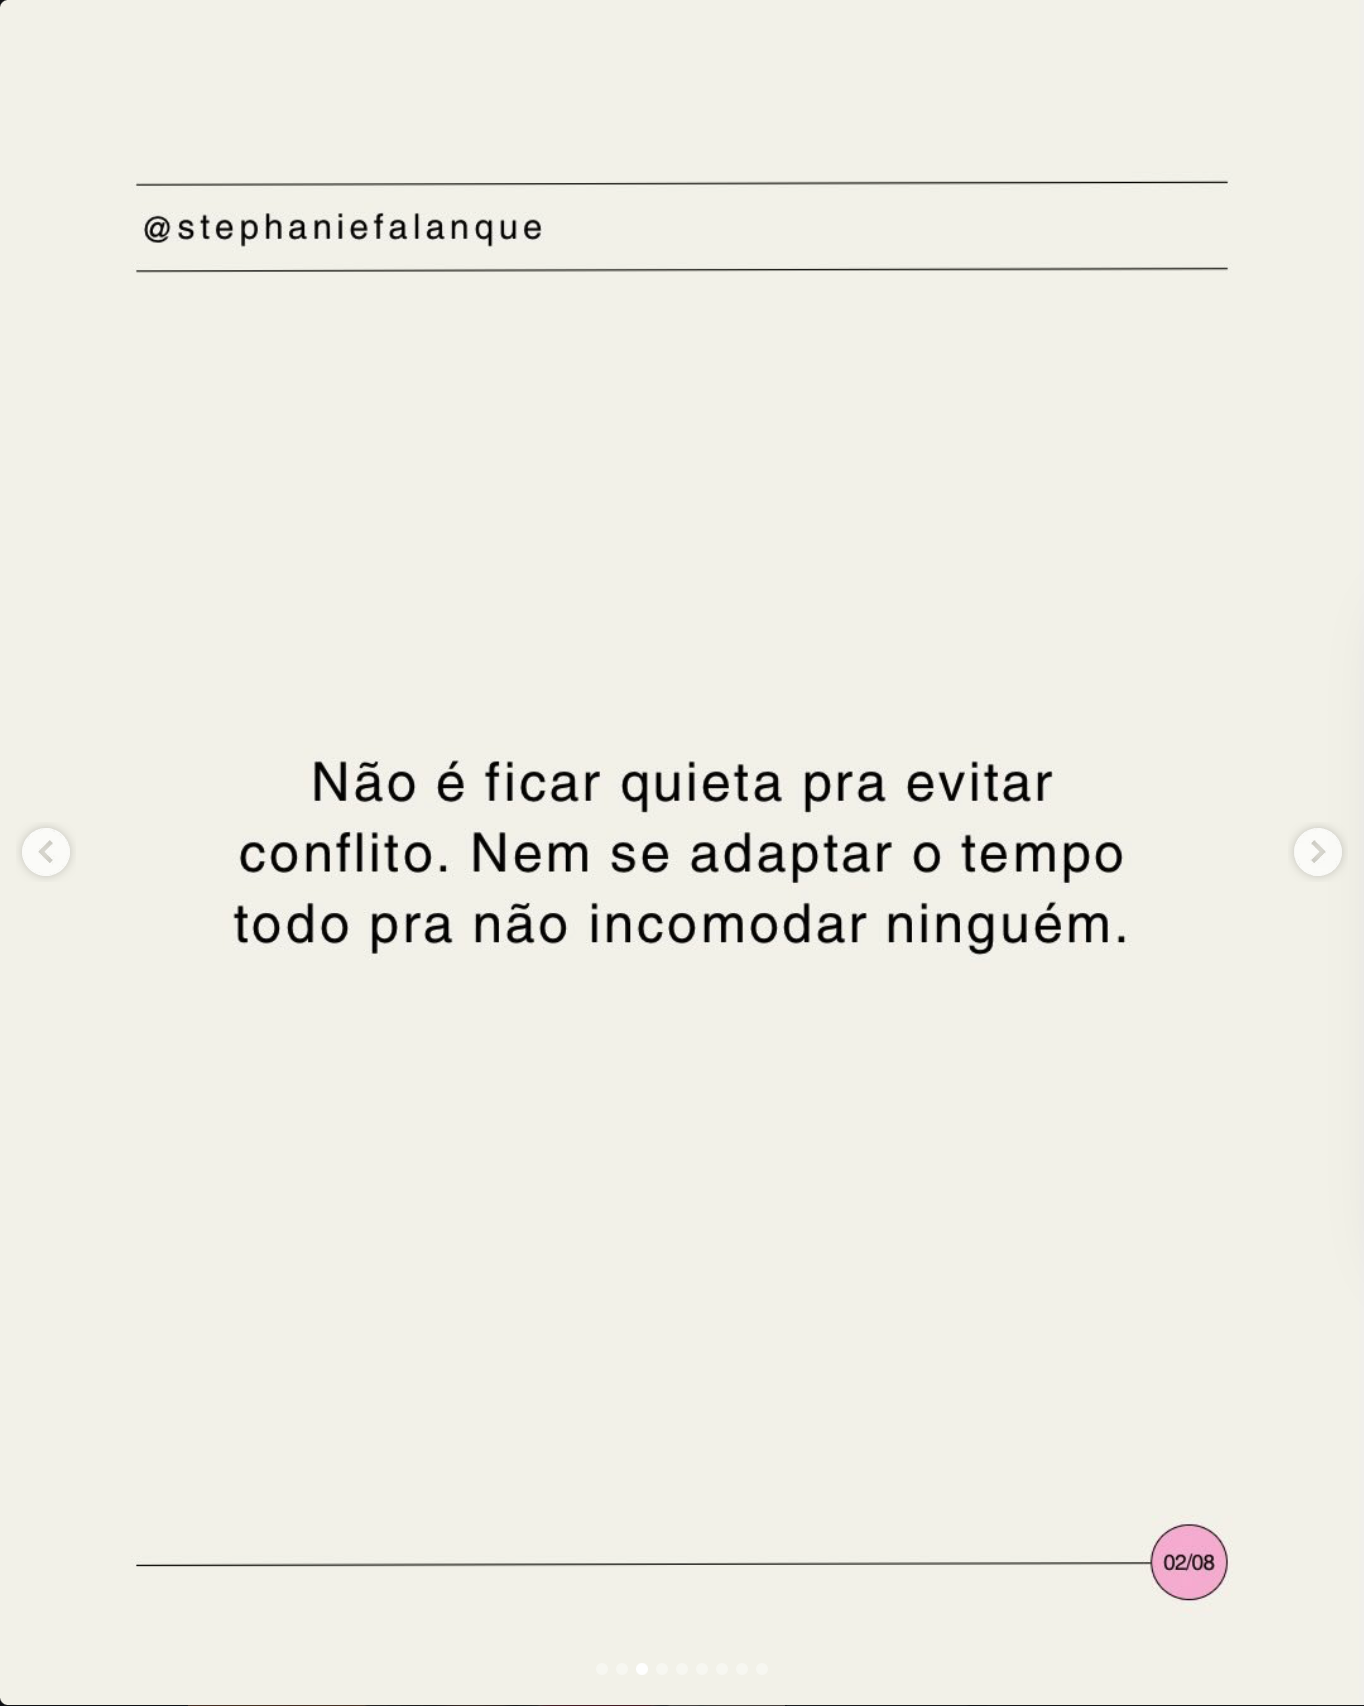 @stephaniefalanque
Não é ficar quieta pra evitar
conflito. Nem se adaptar o tempo
todo pra não incomodar ninguém.
02/08